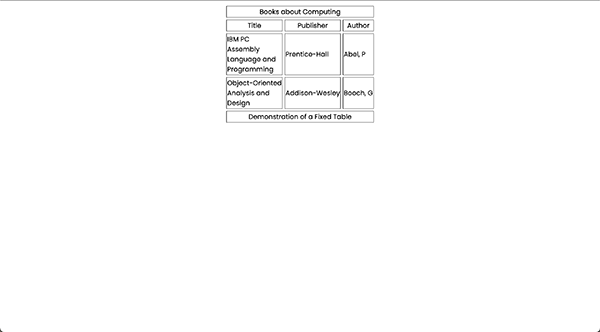 Books about Computing
Title Publisher Author
IBM PC
Assembly
Language and
Programming
Prentice-Hall
Abel, P
Object-Oriented
Analysis and
Design
Addison-Wesley
Booch, G
Demonstration of a Fixed Table